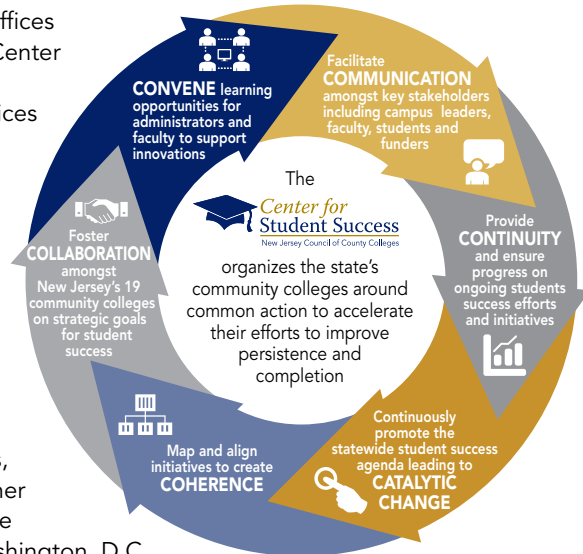 ffices
Center
ices
CONVENE learning
opportunities for
administrators and
faculty to support
innovations
Facilitate
COMMUNICATION
amongst key stakeholders
including campus leaders,
faculty, students and
funders
Provide
CONTINUITY
and ensure
progress on
ongoing students
success efforts
and initiatives
Continuously
promote the
statewide student success
agenda leading to
CATALYTIC
CHANGE
Map and align
initiatives to create
COHERENCE
Foster
COLLABORATION
amongst
New Jersey's 19
community colleges
on strategic goals
for student
success
The
Center for
Student Success
New Jersey Council of County Colleges
organizes the state's
community colleges around
common action to accelerate
their efforts to improve
persistence and
completion
s,
her
e
shington, D.C.